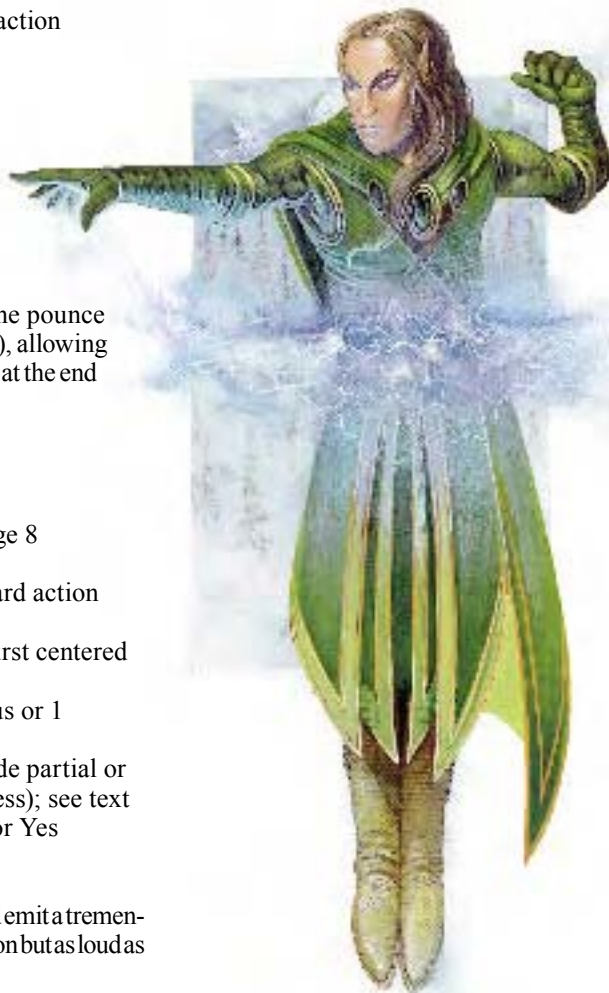 action
he pounce
), allowing
at the end
ge 8
ard action
rst centered
us or 1
de partial or
ess); see text
or Yes
emit a tremen-
on but as loud as